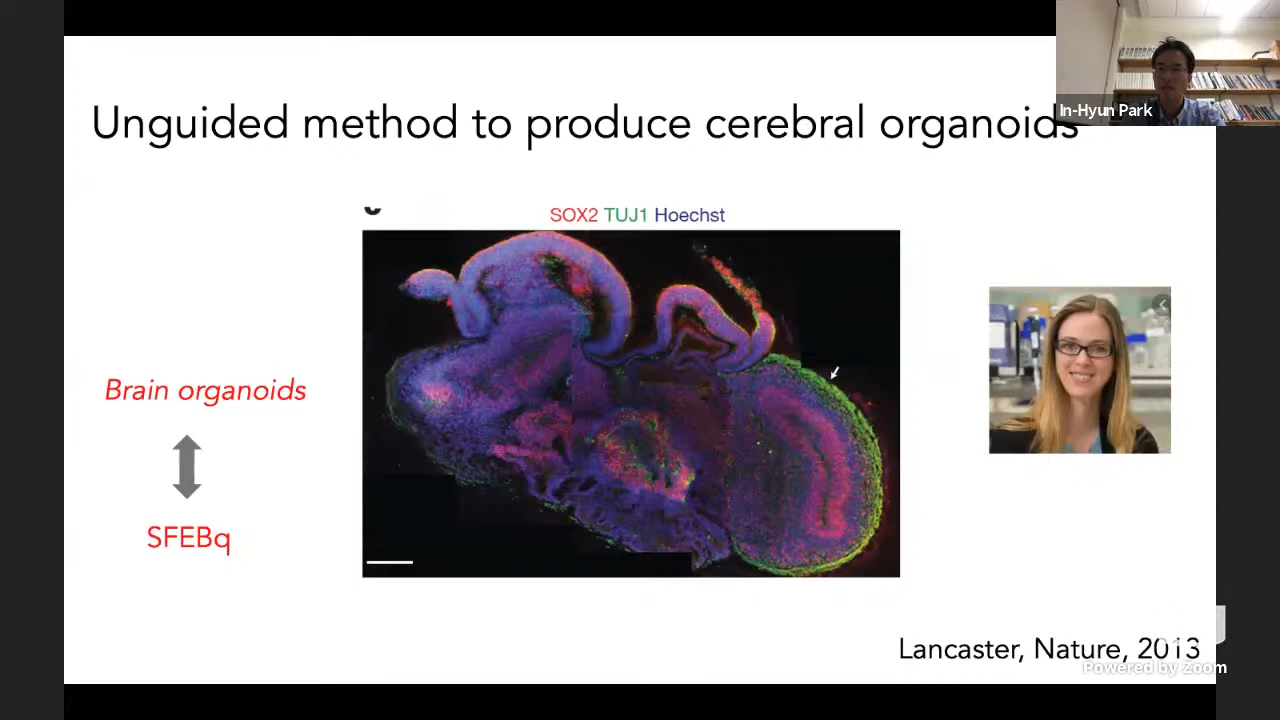 Unguided method to produce cerebral organoids
In-Hyun Park
SOX2 TUJ1 Hoechst
Brain organoids
SFEBq
Lancaster, Nature, 2013
Powered by Zoom